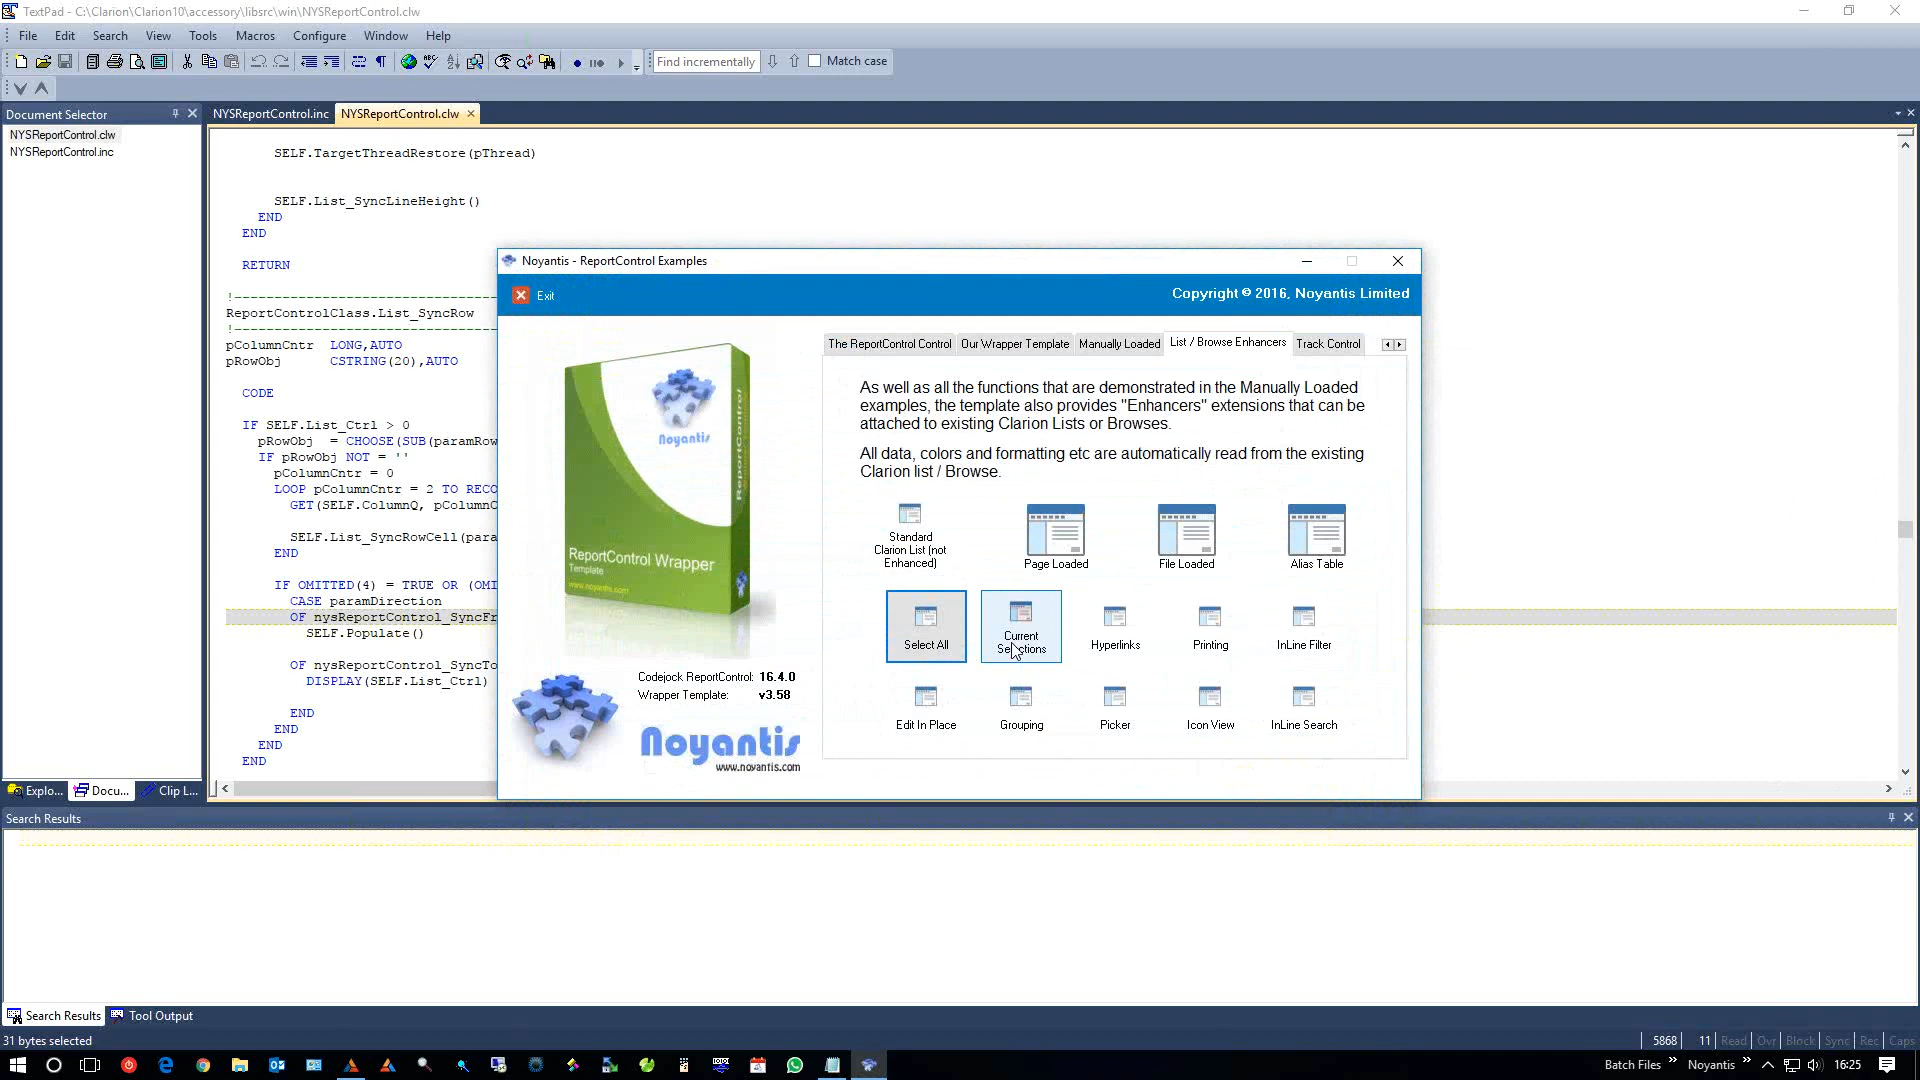 TextPad - C:\Clarion\Clarion10\accessory\libsrc\win\NYSReportControl.clw
File Edit Search View Tools Macros Configure Window Help
Find incrementally Match case
Document Selector
NYSReportControl.clw
NYSReportControl.inc
NYSReportControl.inc NYSReportControl.clw
SELF.TargetThreadRestore(pThread)
SELF.List_SyncLineHeight()
END
END
RETURN
!---------------------------------
ReportControlClass.List_SyncRow
!---------------------------------
pColumnCntr LONG,AUTO
pRowObj CSTRING(20),AUTO
CODE
IF SELF.List_Ctrl > 0
pRowObj = CHOOSE(SUB(paramRow
IF pRowObj NOT = ''
pColumnCntr = 0
LOOP pColumnCntr = 2 TO RECO
GET(SELF.ColumnQ, pColumnC
SELF.List_SyncRowCell(para
END
IF OMITTED(4) = TRUE OR (OMI
CASE paramDirection
OF nysReportControl_SyncFr
SELF.Populate()
OF nysReportControl_SyncTo
DISPLAY(SELF.List_Ctrl)
END
END
END
END
Noyantis - ReportControl Examples
Exit
Copyright © 2016, Noyantis Limited
The ReportControl Control Our Wrapper Template Manually Loaded List / Browse Enhancers Track Control
As well as all the functions that are demonstrated in the Manually Loaded
examples, the template also provides "Enhancers" extensions that can be
attached to existing Clarion Lists or Browses.
All data, colors and formatting etc are automatically read from the existing
Clarion list / Browse.
Standard
Clarion List (not
Enhanced)
Page Loaded
File Loaded
Alias Table
Select All
Current
Selections
Hyperlinks
Printing
InLine Filter
Edit In Place
Grouping
Picker
Icon View
InLine Search
Noyantis
ReportControl
ReportControl Wrapper
Template
www.noyantis.com
Codejock ReportControl: 16.4.0
Wrapper Template: v3.58
Noyantis
www.noyantis.com
Explo... Docu... Clip L...
Search Results
Search Results Tool Output
31 bytes selected
5868 11 Read Ovr Block Sync Rec Caps
Batch Files Noyantis 16:25